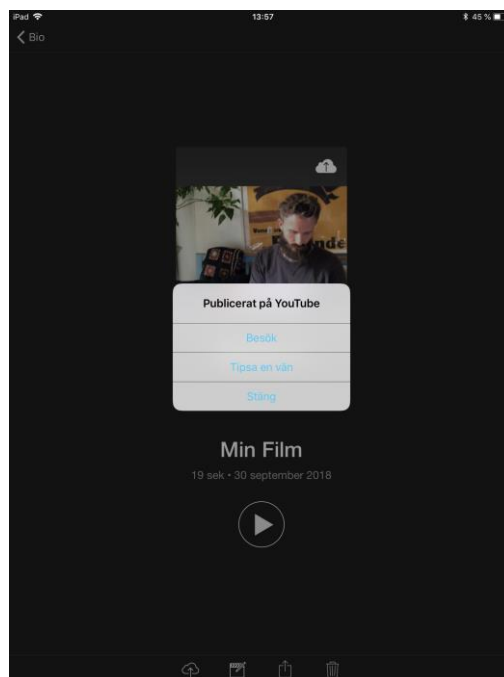 iPad
13:57
45 %
Bio
Publicerat på YouTube
Besök
Tipsa en vän
Stäng
Min Film
19 sek • 30 september 2018